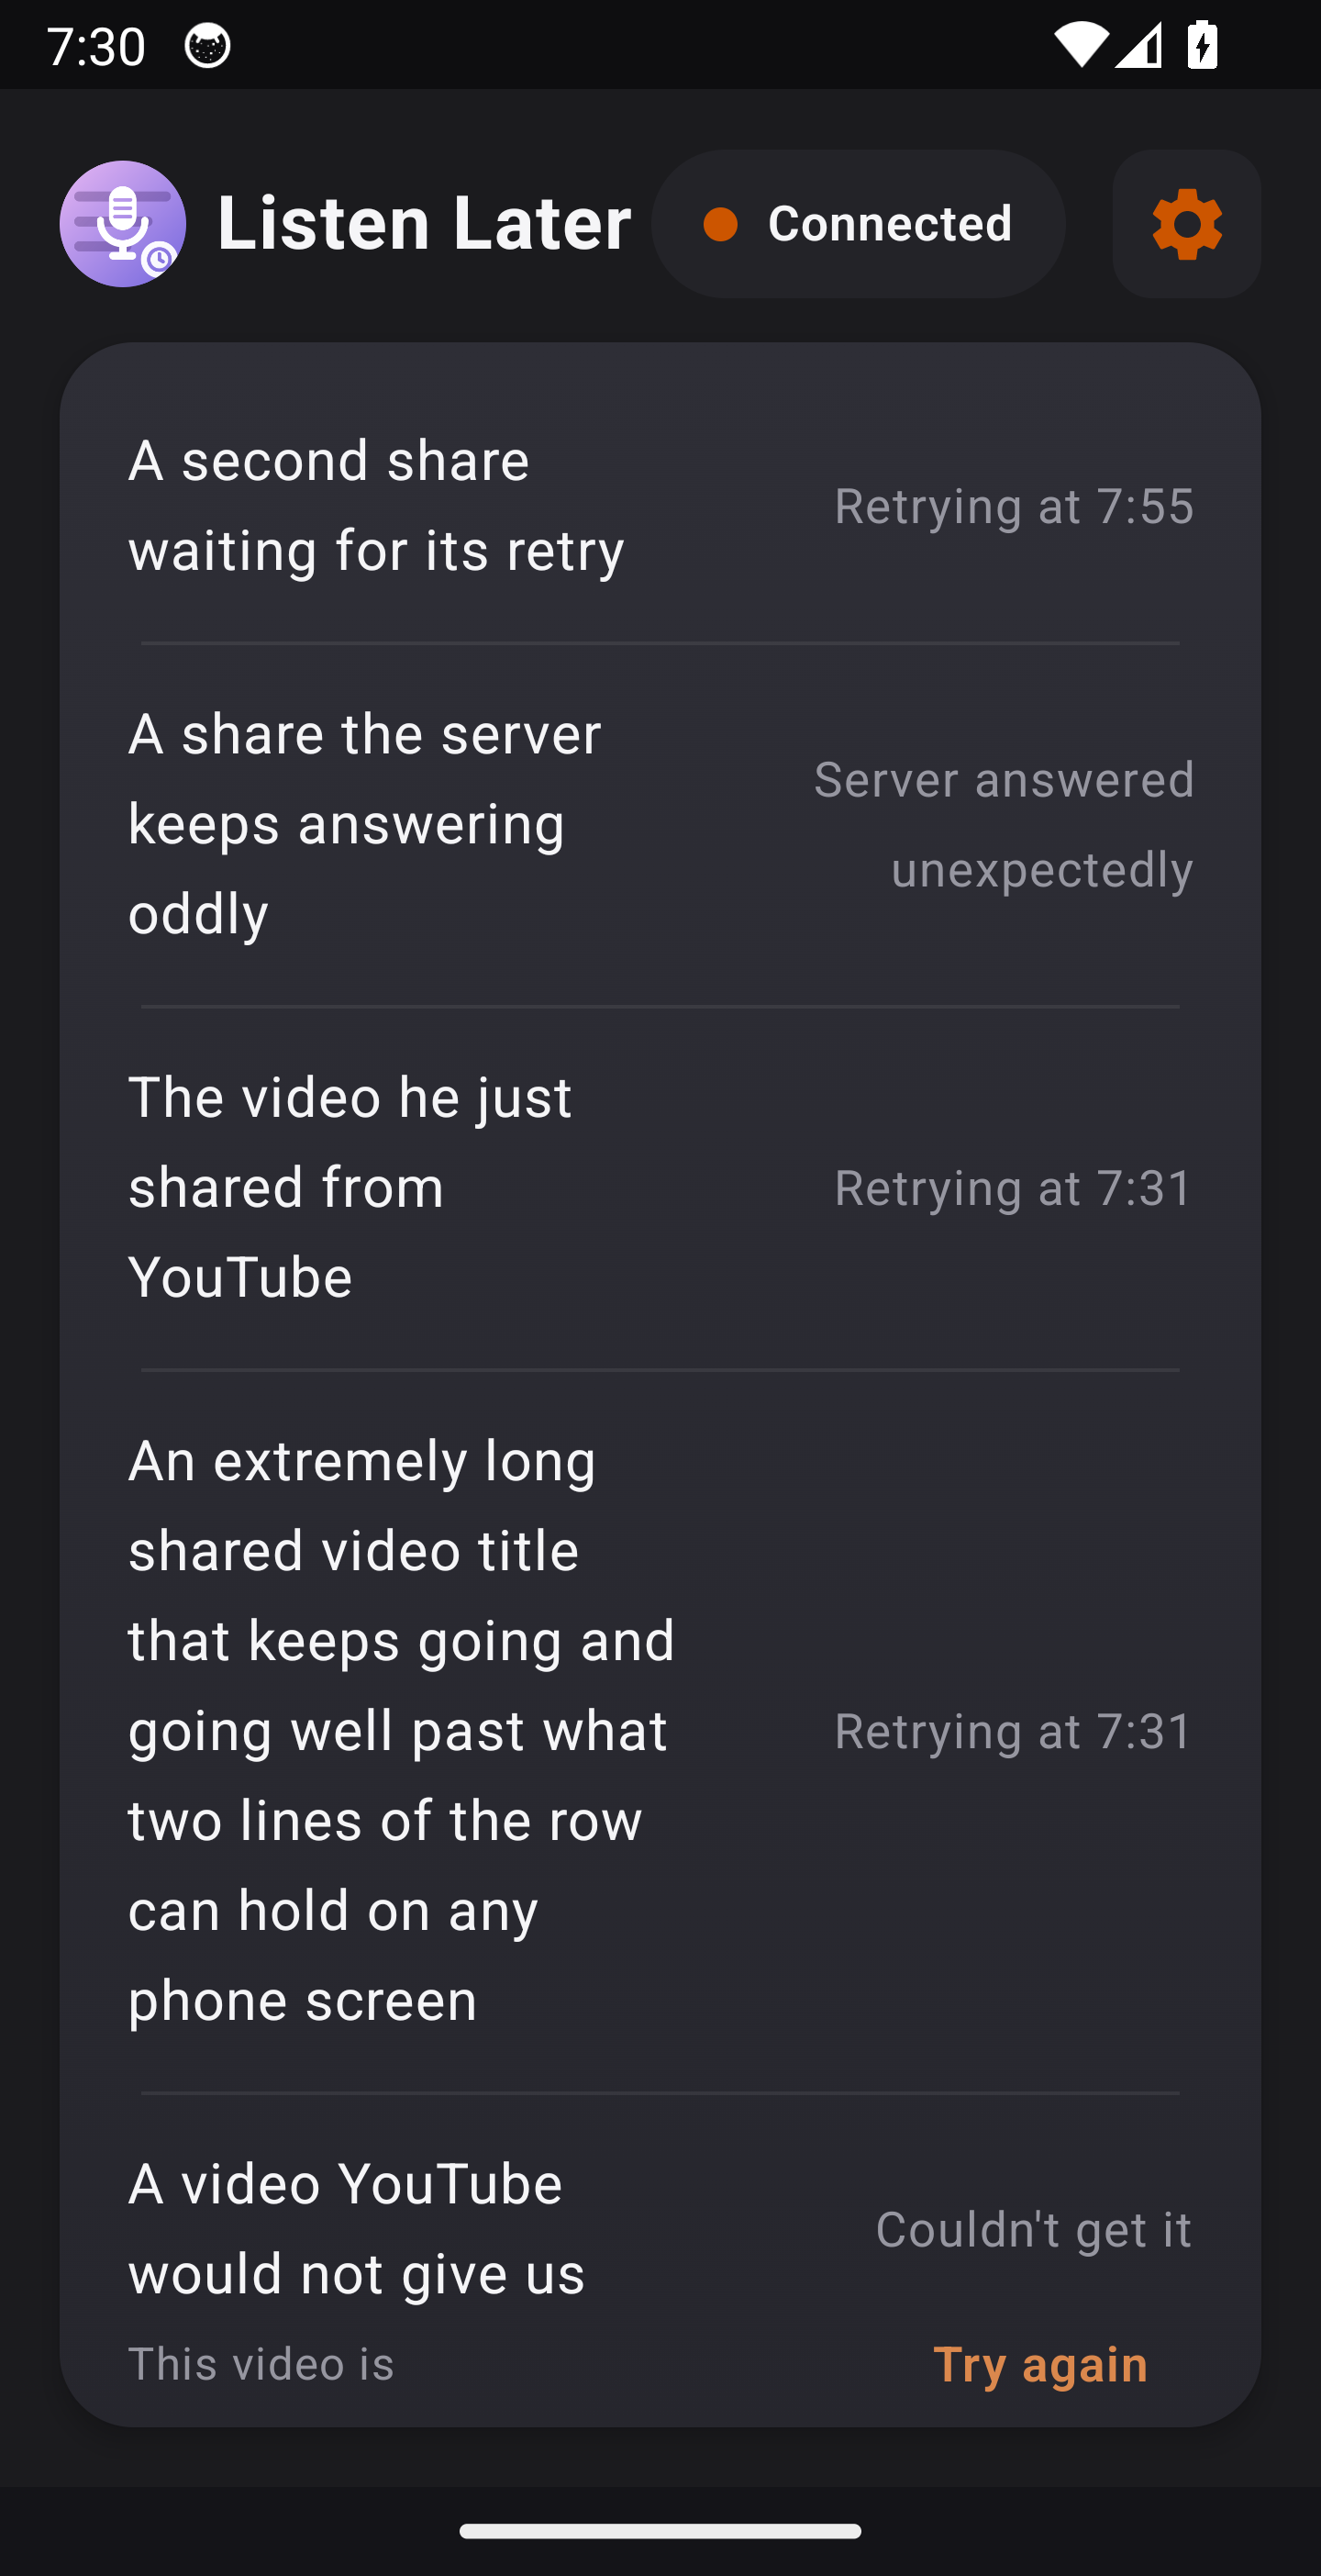 7:30
Listen Later
Connected
A second share
waiting for its retry
Retrying at 7:55
A share the server
keeps answering
oddly
Server answered
unexpectedly
The video he just
shared from
YouTube
Retrying at 7:31
An extremely long
shared video title
that keeps going and
going well past what
two lines of the row
can hold on any
phone screen
Retrying at 7:31
A video YouTube
would not give us
Couldn't get it
This video is
Try again